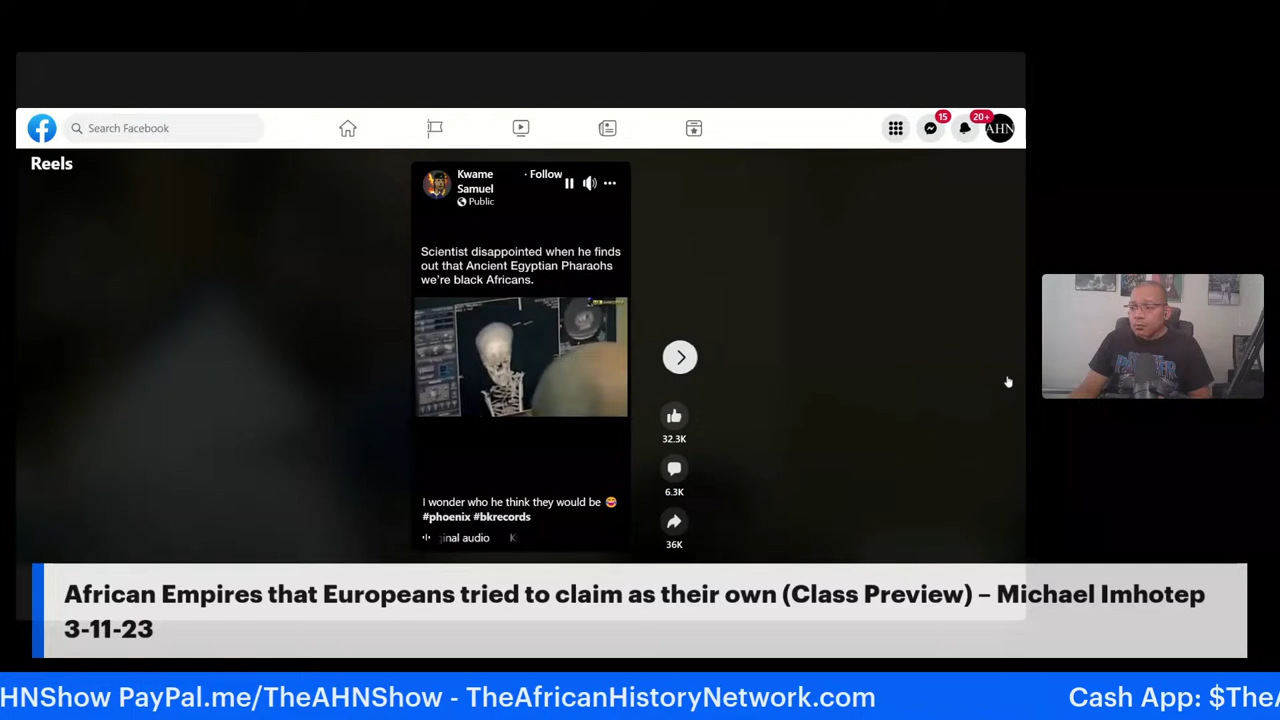 Search Facebook
15
20+
AHN
Reels
Kwame
Samuel
· Follow
Public
Scientist disappointed when he finds
out that Ancient Egyptian Pharaohs
we're black Africans.
32.3K
6.3K
36K
I wonder who he think they would be 😄
#phoenix #bkrecords
inal audio K
African Empires that Europeans tried to claim as their own (Class Preview) – Michael Imhotep
3-11-23
HNShow PayPal.me/TheAHNShow - TheAfricanHistoryNetwork.com Cash App: $TheA